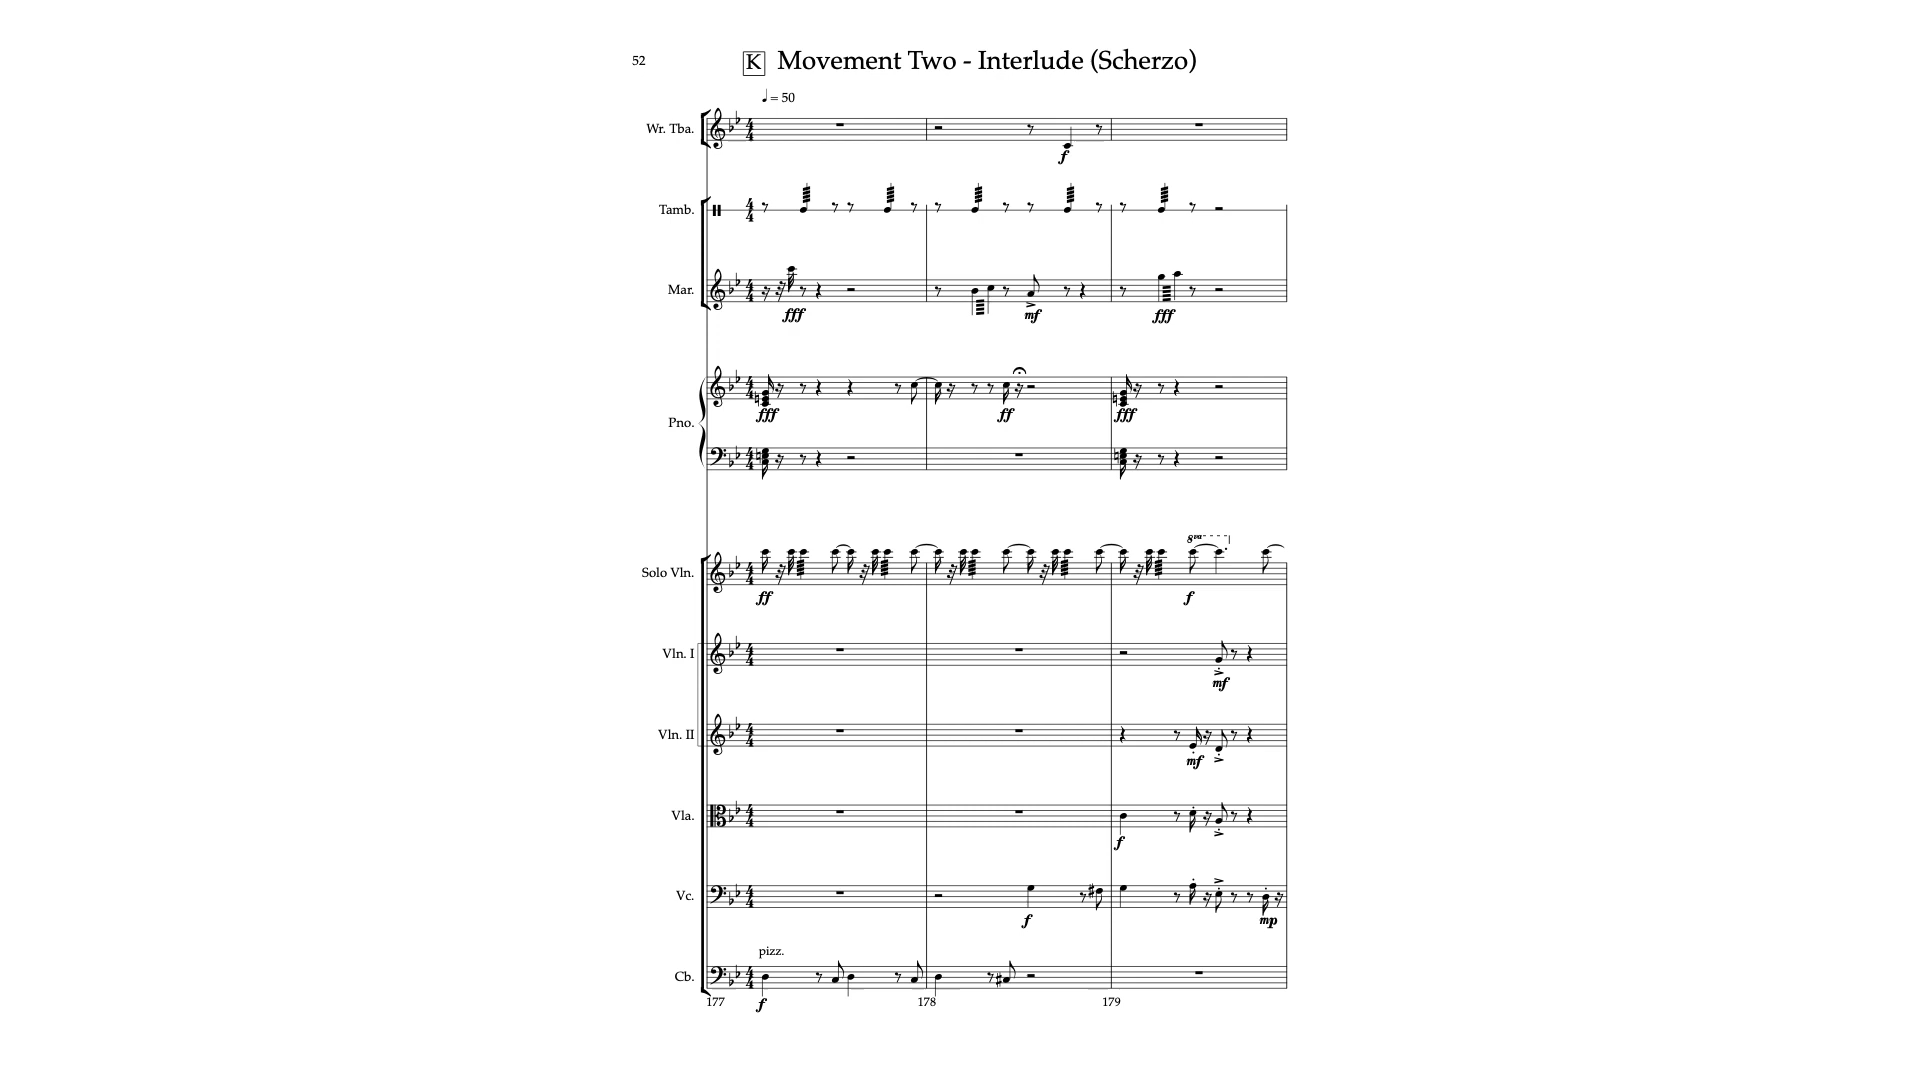 52
K Movement Two - Interlude (Scherzo)
♩ = 50
Wr. Tba.
f
Tamb.
Mar.
fff
mf
fff
Pno.
fff
ff
fff
Solo Vln.
8va
ff
f
Vln. I
mf
Vln. II
mf
Vla.
f
Vc.
f
mp
pizz.
Cb.
f
177
178
179